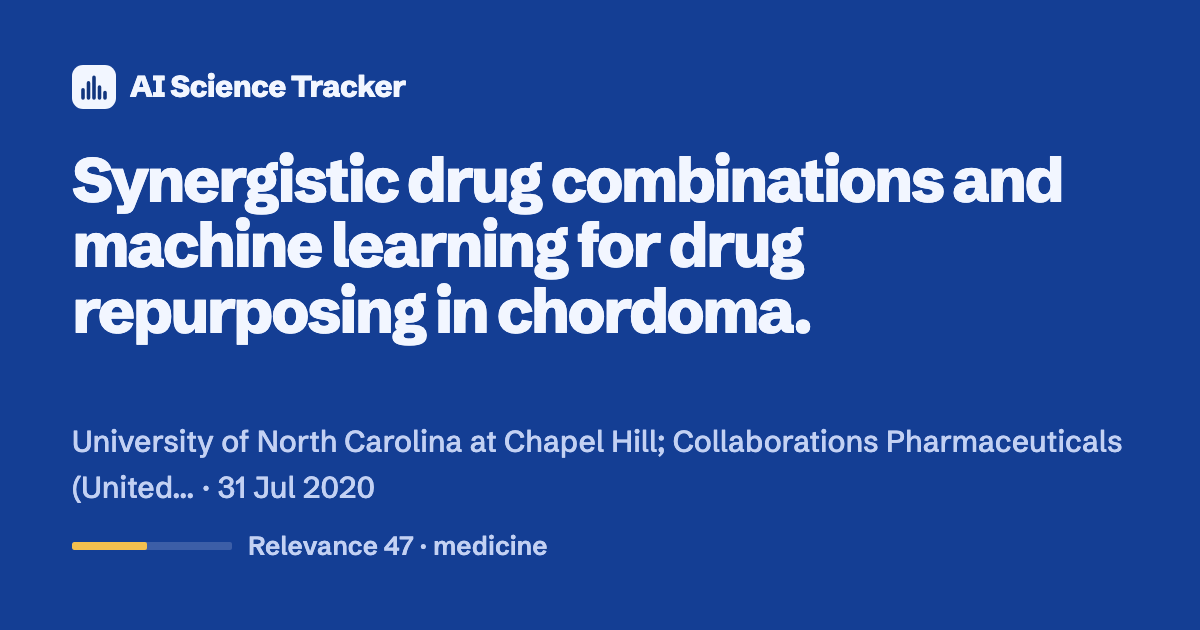 AI Science Tracker
Synergistic drug combinations and
machine learning for drug
repurposing in chordoma.
University of North Carolina at Chapel Hill; Collaborations Pharmaceuticals
(United... · 31 Jul 2020
Relevance 47 · medicine